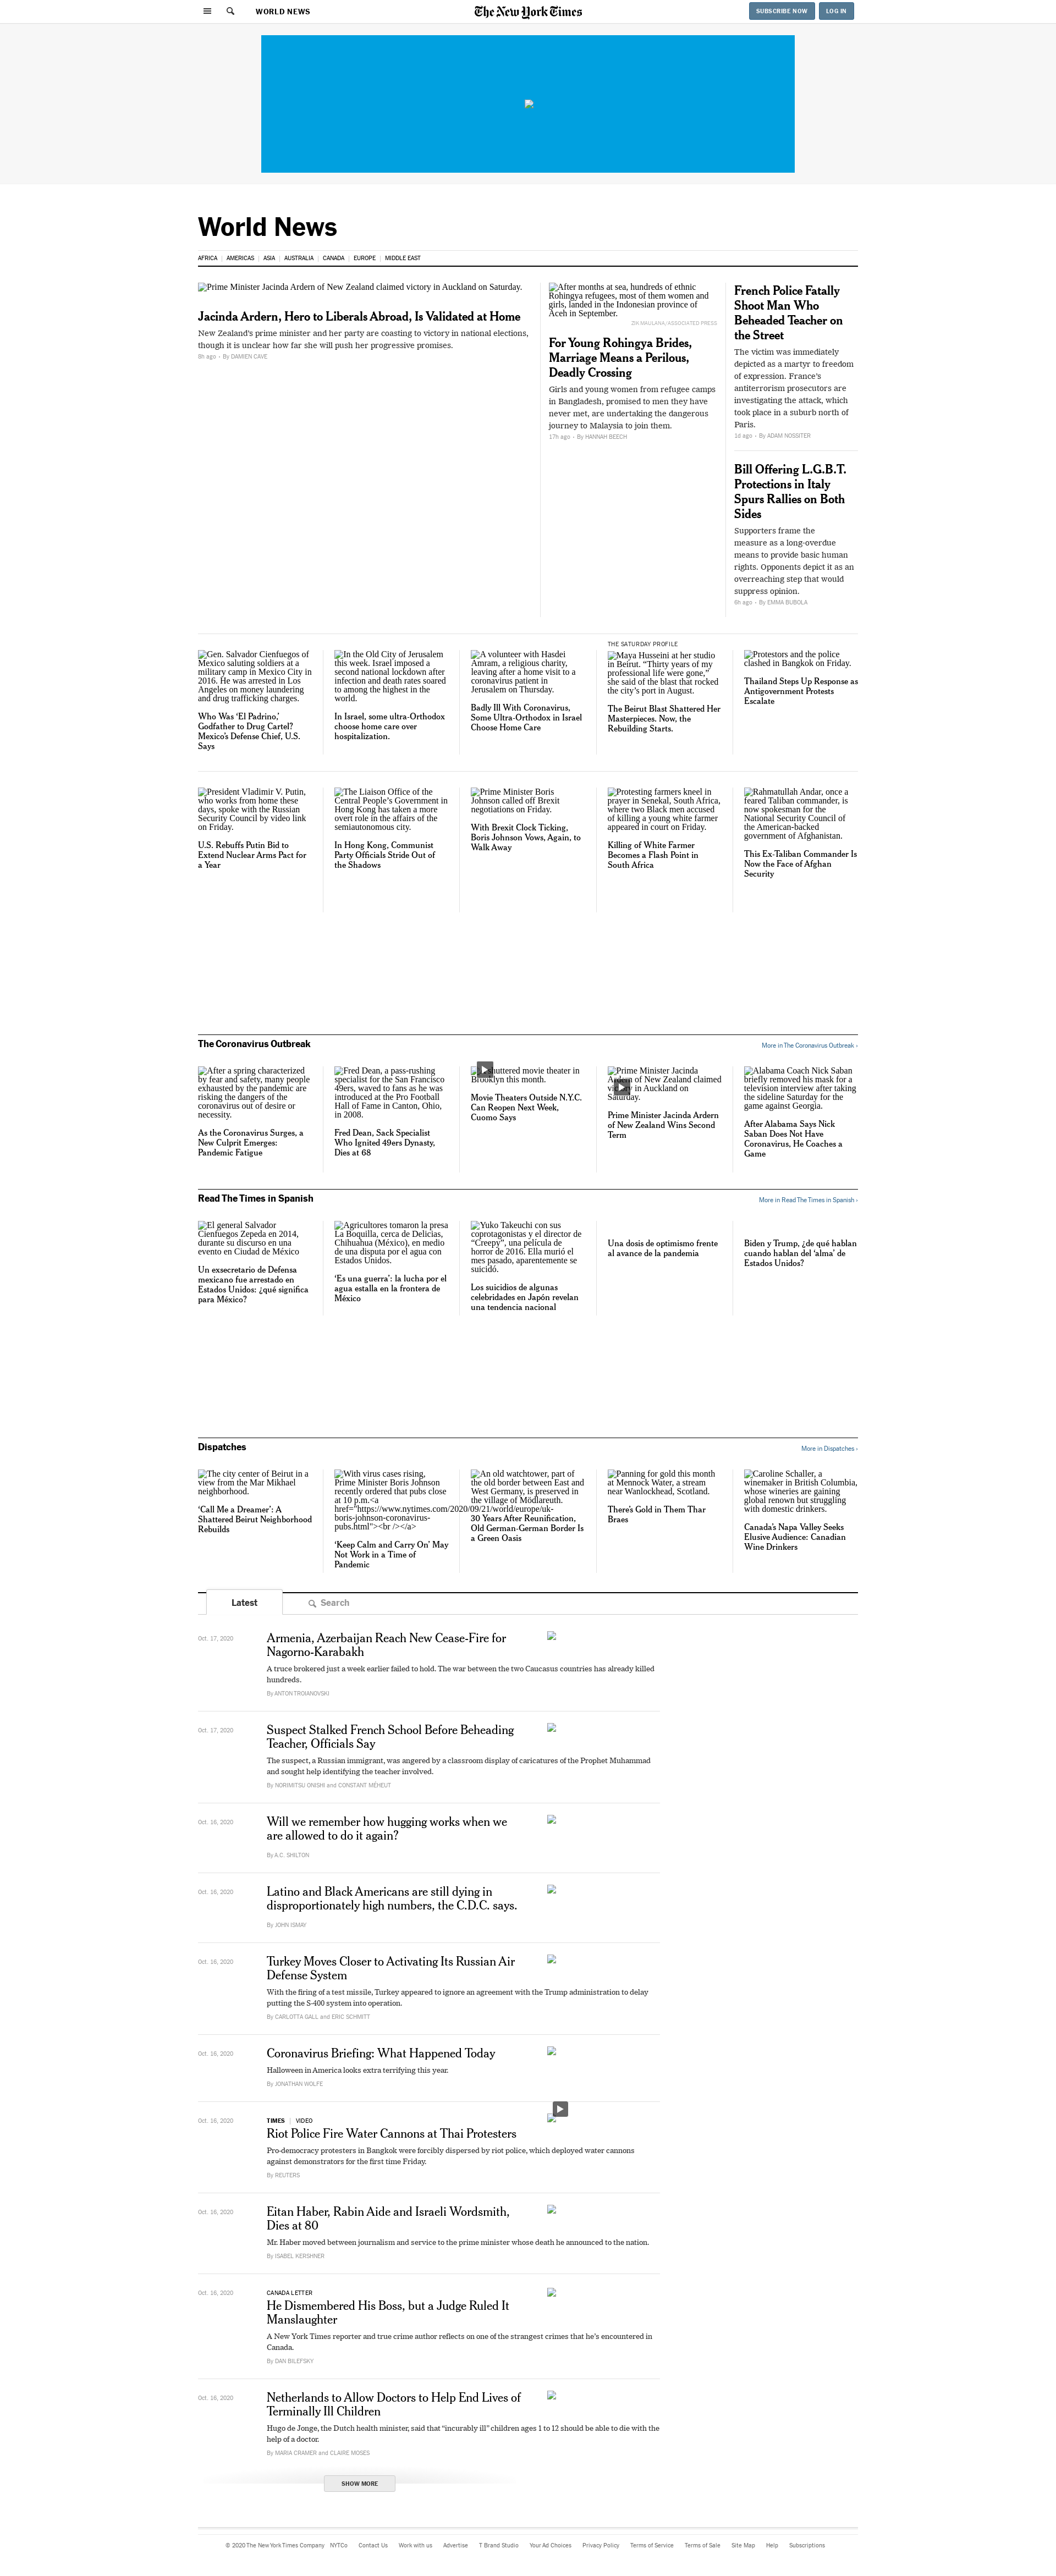 WORLD NEWS
The New York Times
SUBSCRIBE NOW
LOG IN
World News
AFRICA
AMERICAS
ASIA
AUSTRALIA
CANADA
EUROPE
MIDDLE EAST
Prime Minister Jacinda Ardern of New Zealand claimed victory in Auckland on Saturday.
Jacinda Ardern, Hero to Liberals Abroad, Is Validated at Home
New Zealand's prime minister and her party are coasting to victory in national elections,
though it is unclear how far she will push her progressive promises.
8h ago • By DAMIEN CAVE
After months at sea, hundreds of ethnic
Rohingya refugees, most of them women and
girls, landed in the Indonesian province of
Aceh in September.
ZIK MAULANA/ASSOCIATED PRESS
For Young Rohingya Brides,
Marriage Means a Perilous,
Deadly Crossing
Girls and young women from refugee camps
in Bangladesh, promised to men they have
never met, are undertaking the dangerous
journey to Malaysia to join them.
17h ago • By HANNAH BEECH
French Police Fatally
Shoot Man Who
Beheaded Teacher on
the Street
The victim was immediately
depicted as a martyr to freedom
of expression. France's
antiterrorism prosecutors are
investigating the attack, which
took place in a suburb north of
Paris.
1d ago • By ADAM NOSSITER
Bill Offering L.G.B.T.
Protections in Italy
Spurs Rallies on Both
Sides
Supporters frame the
measure as a long-overdue
means to provide basic human
rights. Opponents depict it as an
overreaching step that would
suppress opinion.
6h ago • By EMMA BUBOLA
Gen. Salvador Cienfuegos of
Mexico saluting soldiers at a
military camp in Mexico City in
2016. He was arrested in Los
Angeles on money laundering
and drug trafficking charges.
Who Was ‘El Padrino,’
Godfather to Drug Cartel?
Mexico's Defense Chief, U.S.
Says
In the Old City of Jerusalem
this week. Israel imposed a
second national lockdown after
infection and death rates soared
to among the highest in the
world.
In Israel, some ultra-Orthodox
choose home care over
hospitalization.
A volunteer with Hasdei
Amram, a religious charity,
leaving after a home visit to a
coronavirus patient in
Jerusalem on Thursday.
Badly Ill With Coronavirus,
Some Ultra-Orthodox in Israel
Choose Home Care
THE SATURDAY PROFILE
Maya Husseini at her studio
in Beirut. “Thirty years of my
professional life were gone,”
she said of the blast that rocked
the city's port in August.
The Beirut Blast Shattered Her
Masterpieces. Now, the
Rebuilding Starts.
Protestors and the police
clashed in Bangkok on Friday.
Thailand Steps Up Response as
Antigovernment Protests
Escalate
President Vladimir V. Putin,
who works from home these
days, spoke with the Russian
Security Council by video link
on Friday.
U.S. Rebuffs Putin Bid to
Extend Nuclear Arms Pact for
a Year
The Liaison Office of the
Central People's Government in
Hong Kong has taken a more
overt role in the affairs of the
semiautonomous city.
In Hong Kong, Communist
Party Officials Stride Out of
the Shadows
Prime Minister Boris
Johnson called off Brexit
negotiations on Friday.
With Brexit Clock Ticking,
Boris Johnson Vows, Again, to
Walk Away
Protesting farmers kneel in
prayer in Senekal, South Africa,
where two Black men accused
of killing a young white farmer
appeared in court on Friday.
Killing of White Farmer
Becomes a Flash Point in
South Africa
Rahmatullah Andar, once a
feared Taliban commander, is
now spokesman for the
National Security Council of
the American-backed
government of Afghanistan.
This Ex-Taliban Commander Is
Now the Face of Afghan
Security
The Coronavirus Outbreak
More in The Coronavirus Outbreak ›
After a spring characterized
by fear and safety, many people
exhausted by the pandemic are
risking the dangers of the
coronavirus out of desire or
necessity.
As the Coronavirus Surges, a
New Culprit Emerges:
Pandemic Fatigue
Fred Dean, a pass-rushing
specialist for the San Francisco
49ers, waved to fans as he was
introduced at the Pro Football
Hall of Fame in Canton, Ohio,
in 2008.
Fred Dean, Sack Specialist
Who Ignited 49ers Dynasty,
Dies at 68
movie theater in
Brooklyn this month.
Movie Theaters Outside N.Y.C.
Can Reopen Next Week,
Cuomo Says
Prime Minister Jacinda
of New Zealand claimed
in Auckland on
Saturday.
Prime Minister Jacinda Ardern
of New Zealand Wins Second
Term
Alabama Coach Nick Saban
briefly removed his mask for a
television interview after taking
the sideline Saturday for the
game against Georgia.
After Alabama Says Nick
Saban Does Not Have
Coronavirus, He Coaches a
Game
Read The Times in Spanish
More in Read The Times in Spanish ›
El general Salvador
Cienfuegos Zepeda en 2014,
durante su discurso en una
evento en Ciudad de México
Un exsecretario de Defensa
mexicano fue arrestado en
Estados Unidos: ¿qué significa
para México?
Agricultores tomaron la presa
La Boquilla, cerca de Delicias,
Chihuahua (México), en medio
de una disputa por el agua con
Estados Unidos.
‘Es una guerra’: la lucha por el
agua estalla en la frontera de
México
Yuko Takeuchi con sus
coprotagonistas y el director de
“Creepy”, una película de
horror de 2016. Ella murió el
mes pasado, aparentemente se
suicidó.
Los suicidios de algunas
celebridades en Japón revelan
una tendencia nacional
Una dosis de optimismo frente
al avance de la pandemia
Biden y Trump, ¿de qué hablan
cuando hablan del ‘alma’ de
Estados Unidos?
Dispatches
More in Dispatches ›
The city center of Beirut in a
view from the Mar Mikhael
neighborhood.
‘Call Me a Dreamer’: A
Shattered Beirut Neighborhood
Rebuilds
With virus cases rising,
Prime Minister Boris Johnson
recently ordered that pubs close
at 10 p.m.<a
href="https://www.nytimes.com/2020/09/21/world/europe/uk-
boris-johnson-coronavirus-
pubs.html"><br /></a>
‘Keep Calm and Carry On’ May
Not Work in a Time of
Pandemic
An old watchtower, part of
the old border between East and
West Germany, is preserved in
the village of Mödlareuth.
30 Years After Reunification,
Old German-German Border Is
a Green Oasis
Panning for gold this month
at Mennock Water, a stream
near Wanlockhead, Scotland.
There's Gold in Them Thar
Braes
Caroline Schaller, a
winemaker in British Columbia,
whose wineries are gaining
global renown but struggling
with domestic drinkers.
Canada's Napa Valley Seeks
Elusive Audience: Canadian
Wine Drinkers
Latest
Search
Oct. 17, 2020
Armenia, Azerbaijan Reach New Cease-Fire for
Nagorno-Karabakh
A truce brokered just a week earlier failed to hold. The war between the two Caucasus countries has already killed
hundreds.
By ANTON TROIANOVSKI
Oct. 17, 2020
Suspect Stalked French School Before Beheading
Teacher, Officials Say
The suspect, a Russian immigrant, was angered by a classroom display of caricatures of the Prophet Muhammad
and sought help identifying the teacher involved.
By NORIMITSU ONISHI and CONSTANT MÉHEUT
Oct. 16, 2020
Will we remember how hugging works when we
are allowed to do it again?
By A.C. SHILTON
Oct. 16, 2020
Latino and Black Americans are still dying in
disproportionately high numbers, the C.D.C. says.
By JOHN ISMAY
Oct. 16, 2020
Turkey Moves Closer to Activating Its Russian Air
Defense System
With the firing of a test missile, Turkey appeared to ignore an agreement with the Trump administration to delay
putting the S-400 system into operation.
By CARLOTTA GALL and ERIC SCHMITT
Oct. 16, 2020
Coronavirus Briefing: What Happened Today
Halloween in America looks extra terrifying this year.
By JONATHAN WOLFE
Oct. 16, 2020
TIMES | VIDEO
Riot Police Fire Water Cannons at Thai Protesters
Pro-democracy protesters in Bangkok were forcibly dispersed by riot police, which deployed water cannons
against demonstrators for the first time Friday.
By REUTERS
Oct. 16, 2020
Eitan Haber, Rabin Aide and Israeli Wordsmith,
Dies at 80
Mr. Haber moved between journalism and service to the prime minister whose death he announced to the nation.
By ISABEL KERSHNER
Oct. 16, 2020
CANADA LETTER
He Dismembered His Boss, but a Judge Ruled It
Manslaughter
A New York Times reporter and true crime author reflects on one of the strangest crimes that he's encountered in
Canada.
By DAN BILEFSKY
Oct. 16, 2020
Netherlands to Allow Doctors to Help End Lives of
Terminally Ill Children
Hugo de Jonge, the Dutch health minister, said that “incurably ill” children ages 1 to 12 should be able to die with the
help of a doctor.
By MARIA CRAMER and CLAIRE MOSES
SHOW MORE
© 2020 The New York Times Company
NYTCo
Contact Us
Work with us
Advertise
T Brand Studio
Your Ad Choices
Privacy Policy
Terms of Service
Terms of Sale
Site Map
Help
Subscriptions